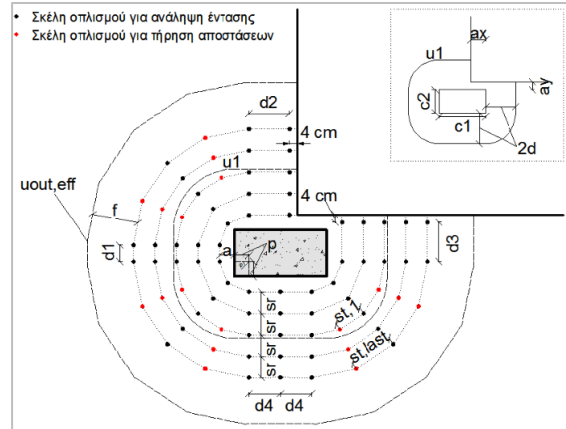 • Σκέλη οπλισμού για ανάληψη έντασης
• Σκέλη οπλισμού για τήρηση αποστάσεων
ax
u1
ay
c2
c1
2d
d2
4 cm
u1
uout,eff
f
4 cm
d1
a
p
d3
sr
sr
sr
sr
st,1
st,last
d4
d4